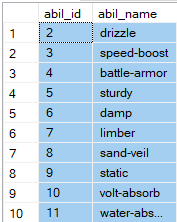 abil_id abil_name
1 2 drizzle
2 3 speed-boost
3 4 battle-armor
4 5 sturdy
5 6 damp
6 7 limber
7 8 sand-veil
8 9 static
9 10 volt-absorb
10 11 water-abs...